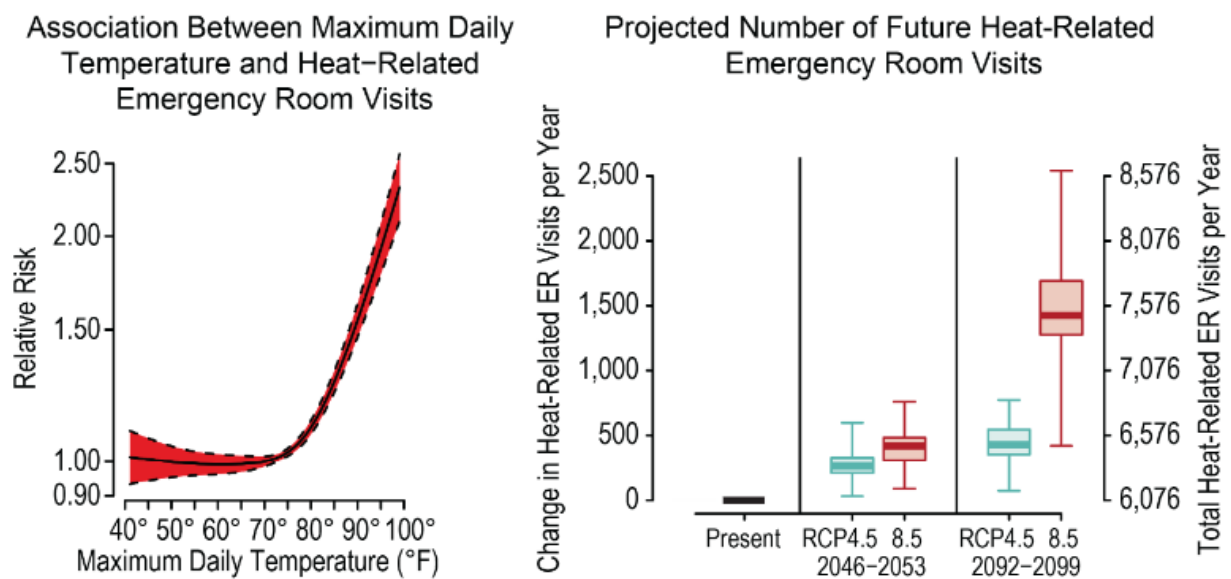 Association Between Maximum Daily
Temperature and Heat−Related
Emergency Room Visits
Relative Risk
2.50
2.00
1.50
1.00
0.90
40° 50° 60° 70° 80° 90° 100°
Maximum Daily Temperature (°F)
Projected Number of Future Heat-Related
Emergency Room Visits
Change in Heat-Related ER Visits per Year
2,500
2,000
1,500
1,000
500
0
8,576
8,076
7,576
7,076
6,576
6,076
Total Heat-Related ER Visits per Year
Present RCP4.5 8.5 RCP4.5 8.5
2046−2053 2092−2099